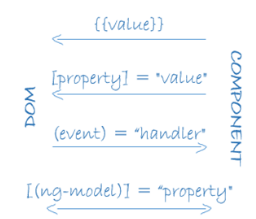 {{value}}
[property] = "value"
(event) = "handler"
[(ng-model)] = "property"
DOM
COMPONENT